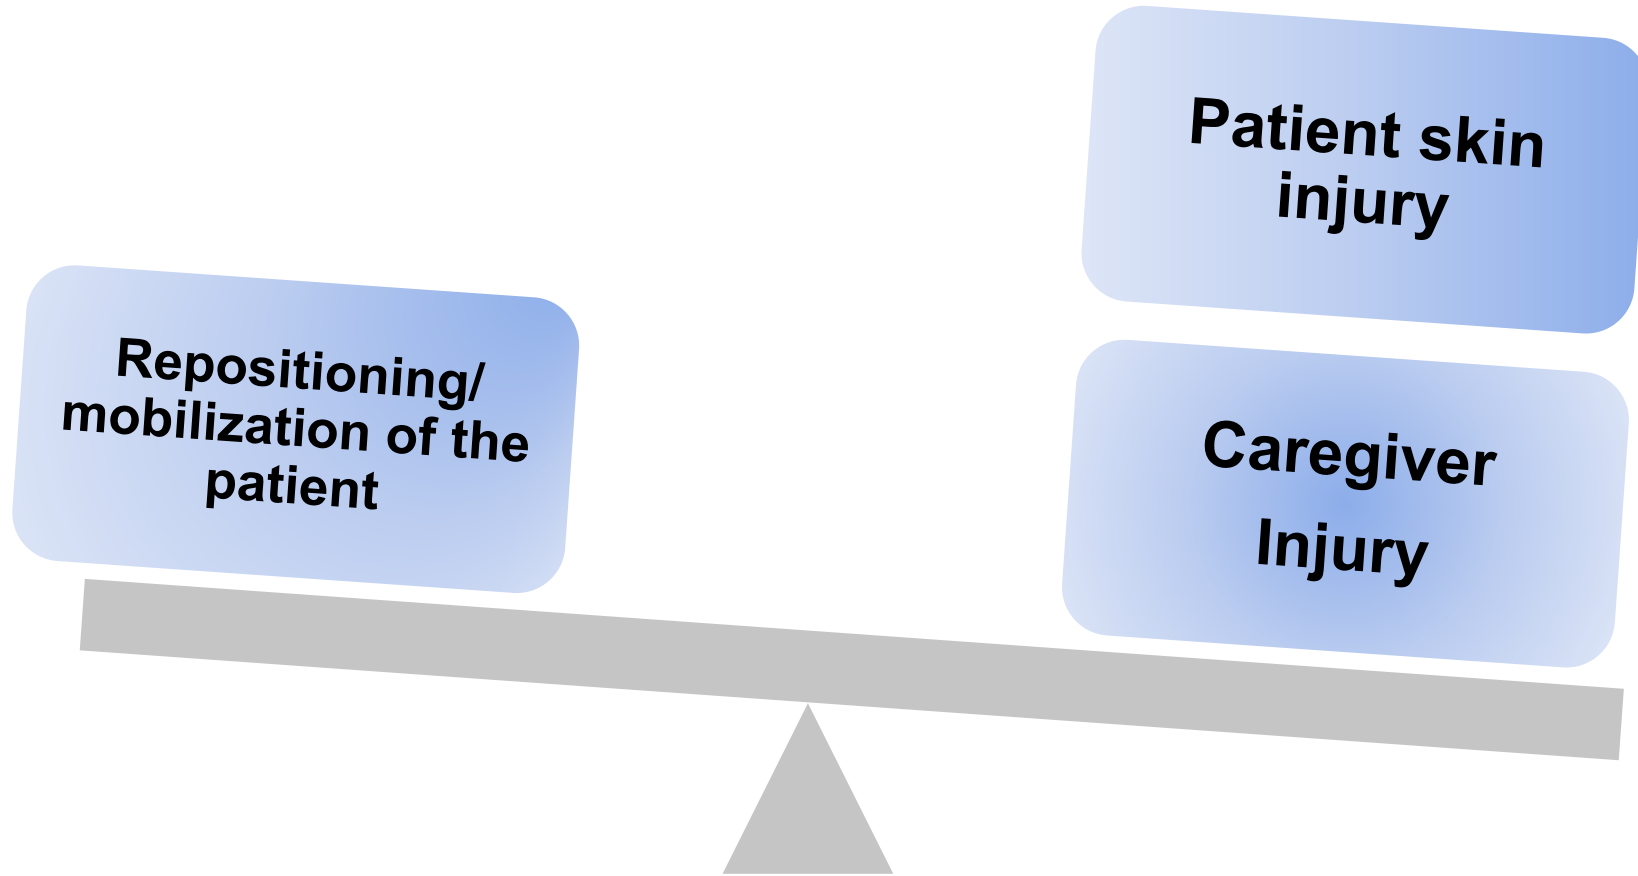 Patient skin
injury
Repositioning/
mobilization of the
patient
Caregiver
Injury